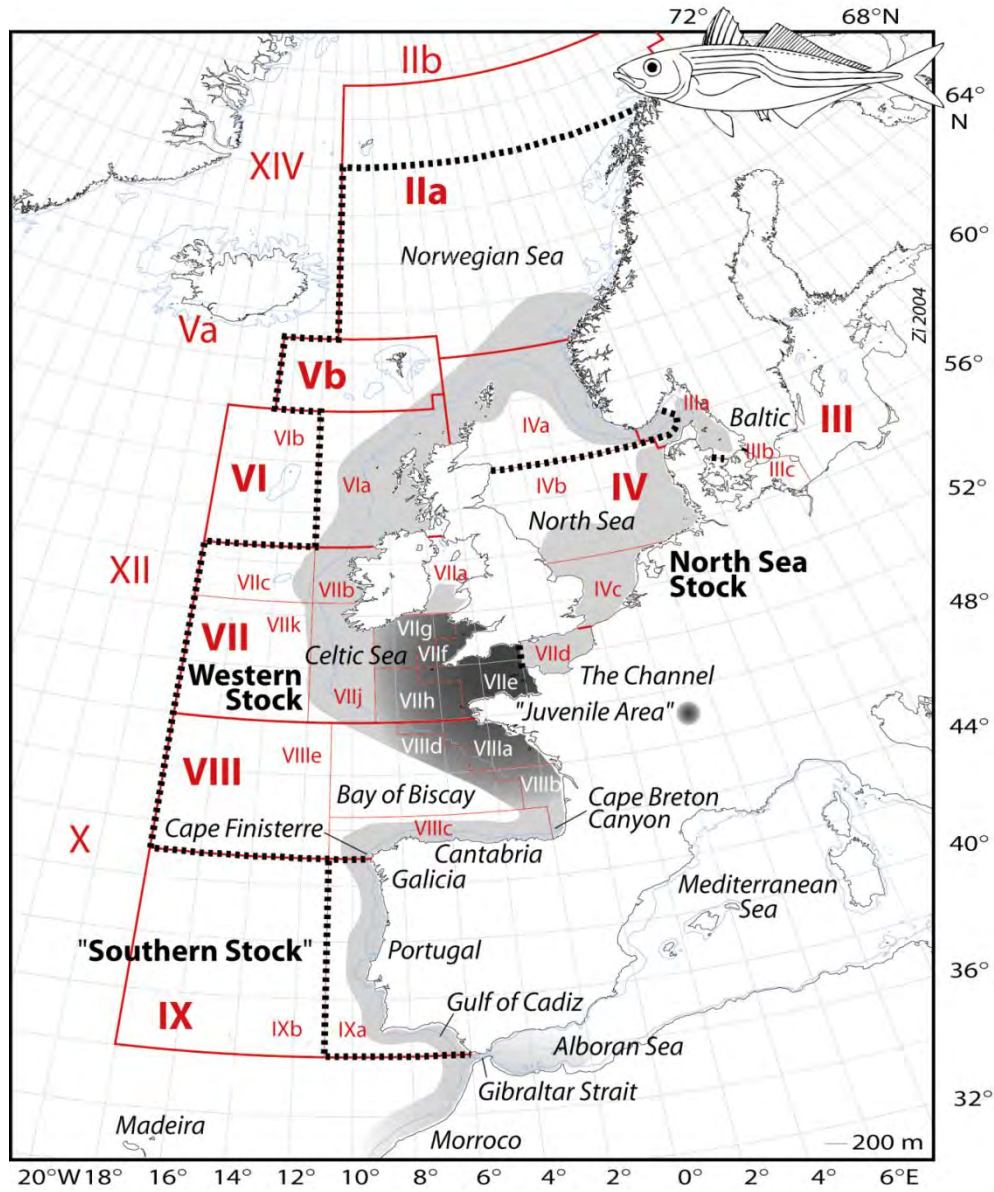 72°
68°N
IIb
64°
N
XIV
IIa
Norwegian Sea
60°
Va
Zi 2004
Vb
56°
IIIa
Baltic
III
VIb
IVa
IIIb
IIIc
VI
VIa
IVb
IV
52°
North Sea
XII
North Sea
Stock
VIIc
VIIb
VIIa
IVc
48°
VII
VIIk
VIIg
Celtic Sea
VIIf
VIId
Western
Stock
VIIj
VIIh
VIIe
The Channel
"Juvenile Area"
44°
VIII
VIIIe
VIIId
VIIIa
VIIIb
Bay of Biscay
Cape Breton
Canyon
X
Cape Finisterre
VIIIc
Cantabria
40°
Galicia
Mediterranean
Sea
"Southern Stock"
Portugal
36°
IX
IXb
IXa
Gulf of Cadiz
Alboran Sea
Gibraltar Strait
32°
Madeira
Morroco
200 m
20°W 18° 16° 14° 12° 10° 8° 6° 4° 2° 0° 2° 4° 6°E